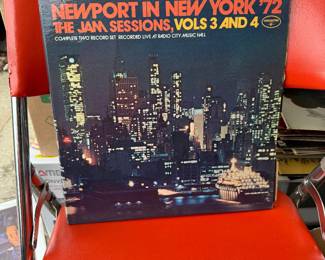 NEWPORT IN NEW YORK '72
THE JAM SESSIONS, VOLS 3 AND 4
COMPLETE TWO RECORD SET RECORDED LIVE AT RADIO CITY MUSIC HALL